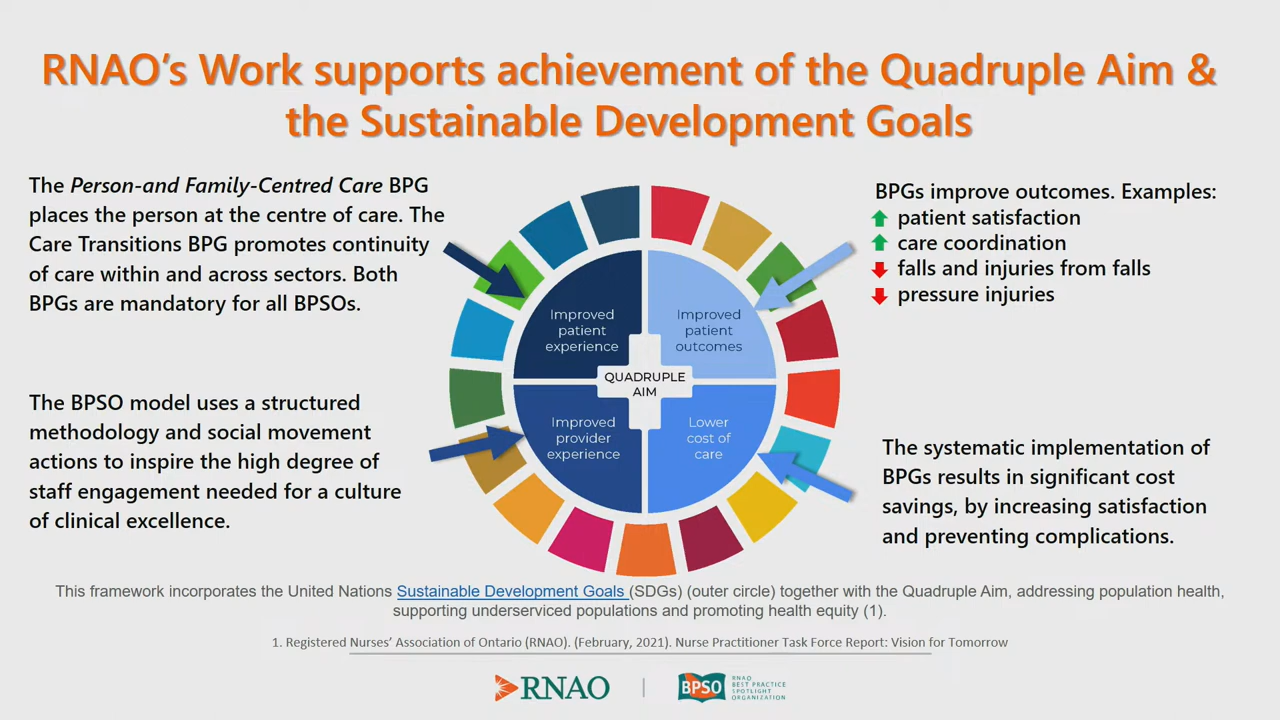 RNAO’s Work supports achievement of the Quadruple Aim &
the Sustainable Development Goals
The Person-and Family-Centred Care BPG
places the person at the centre of care. The
Care Transitions BPG promotes continuity
of care within and across sectors. Both
BPGs are mandatory for all BPSOs.
The BPSO model uses a structured
methodology and social movement
actions to inspire the high degree of
staff engagement needed for a culture
of clinical excellence.
Improved
patient
experience
Improved
patient
outcomes
QUADRUPLE
AIM
Improved
provider
experience
Lower
cost of
care
BPGs improve outcomes. Examples:
patient satisfaction
care coordination
falls and injuries from falls
pressure injuries
The systematic implementation of
BPGs results in significant cost
savings, by increasing satisfaction
and preventing complications.
This framework incorporates the United Nations Sustainable Development Goals (SDGs) (outer circle) together with the Quadruple Aim, addressing population health,
supporting underserviced populations and promoting health equity (1).
1. Registered Nurses’ Association of Ontario (RNAO). (February, 2021). Nurse Practitioner Task Force Report: Vision for Tomorrow
RNAO
BPSO
RNAO
BEST PRACTICE
SPOTLIGHT
ORGANIZATION